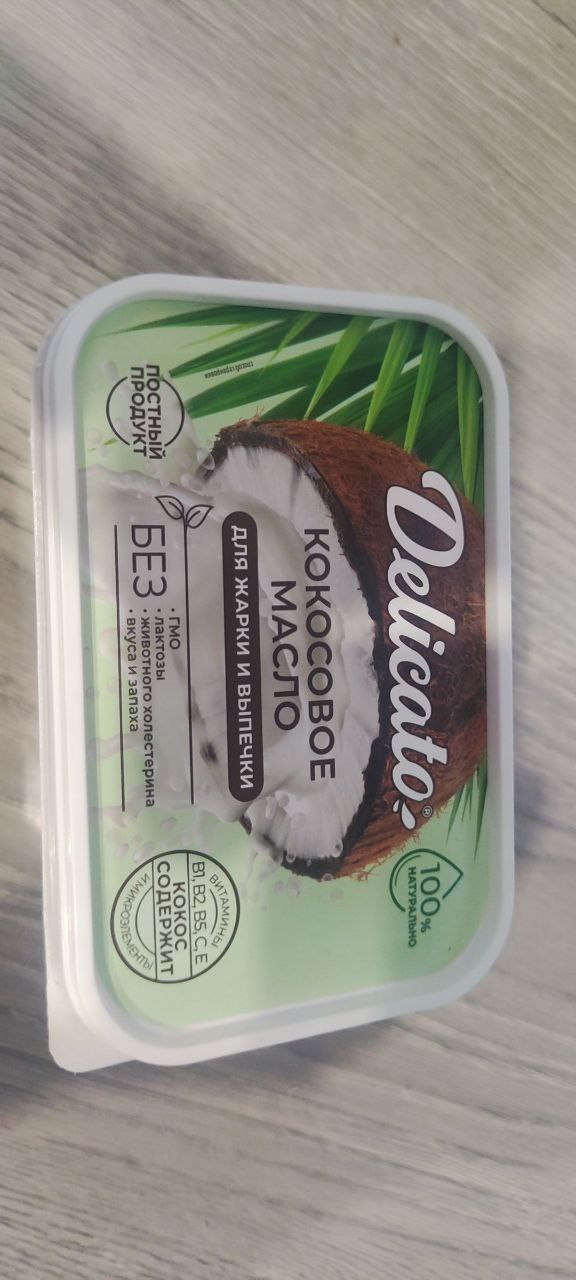 Delicato®
100%
НАТУРАЛЬНО
КОКОСОВОЕ
МАСЛО
ДЛЯ ЖАРКИ И ВЫПЕЧКИ
ПОСТНЫЙ
ПРОДУКТ
БЕЗ
• ГМО
• лактозы
• животного холестерина
• вкуса и запаха
ВИТАМИНЫ
B1, B2, B5, C, E
КОКОС
СОДЕРЖИТ
И МИКРОЭЛЕМЕНТЫ